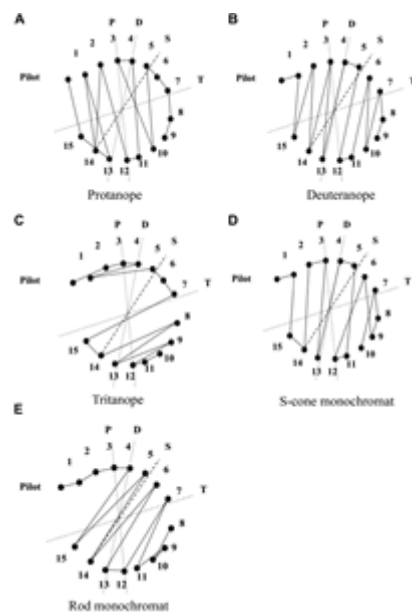 A
P D
3 4 S
2 5
1 6
Pilot 7
T
8
9
15 10
14 11
13 12
Protanope
B
P D
3 4 S
2 5
1 6
Pilot 7
T
8
9
15 10
14 11
13 12
Deuteranope
C
P D
3 4 S
2 5
1 6
Pilot 7
T
8
9
15 10
14 11
13 12
Tritanope
D
P D
3 4 S
2 5
1 6
Pilot 7
T
8
9
15 10
14 11
13 12
S-cone monochromat
E
P D
3 4 S
2 5
1 6
Pilot 7
T
8
9
15 10
14 11
13 12
Rod monochromat